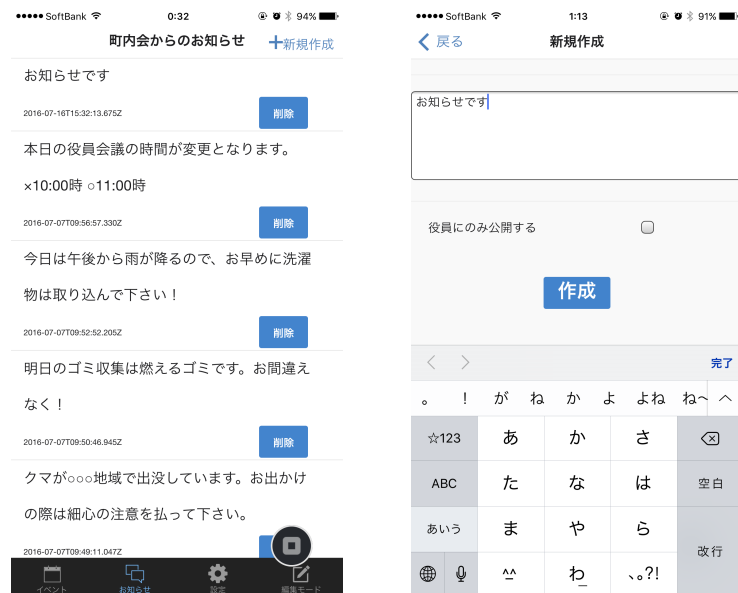 SoftBank 0:32 94%
町内会からのお知らせ +新規作成
お知らせです
2016-07-16T15:32:13.675Z 削除
本日の役員会議の時間が変更となります。
×10:00時 ○11:00時
2016-07-07T09:56:57.330Z 削除
今日は午後から雨が降るので、お早めに洗濯
物は取り込んで下さい！
2016-07-07T09:52:52.205Z 削除
明日のゴミ収集は燃えるゴミです。お間違え
なく！
2016-07-07T09:50:46.945Z 削除
クマが○○○地域で出没しています。お出かけ
の際は細心の注意を払って下さい。
2016-07-07T09:49:11.047Z
イベント お知らせ 設定 編集モード
SoftBank 1:13 91%
戻る 新規作成
お知らせです
役員にのみ公開する
作成
完了
。 ！ が ね か よ よね ね〜
☆123 あ か さ
ABC た な は 空白
あいう ま や ら
^^ わ 、。?! 改行